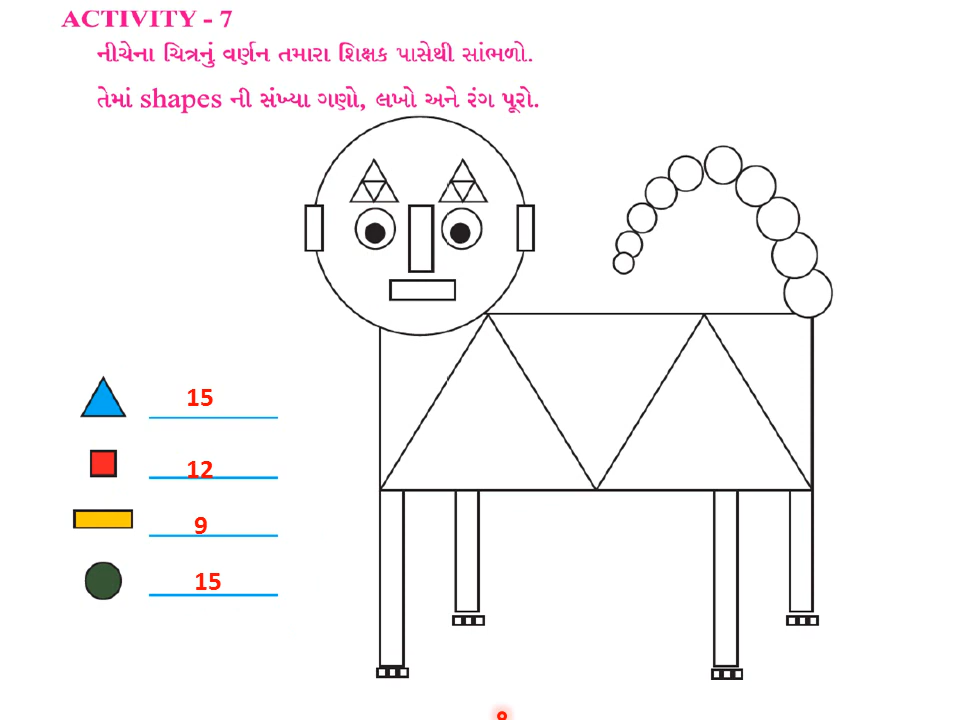 ACTIVITY - 7
નીચેના ચિત્રનું વર્ણન તમારા શિક્ષક પાસેથી સાંભળો.
તેમાં shapes ની સંખ્યા ગણો, લખો અને રંગ પૂરો.
15
12
9
15